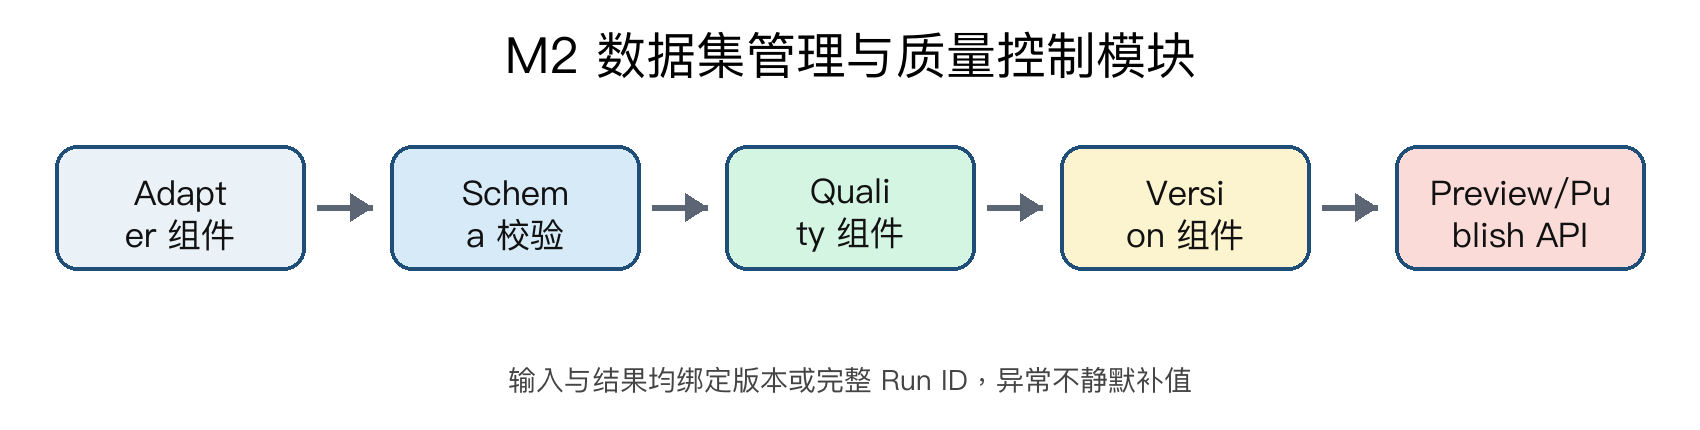 M2 数据集管理与质量控制模块
Adapt
er 组件
Schem
a 校验
Quali
ty 组件
Versi
on 组件
Preview/Pu
blish API
输入与结果均绑定版本或完整 Run ID，异常不静默补值